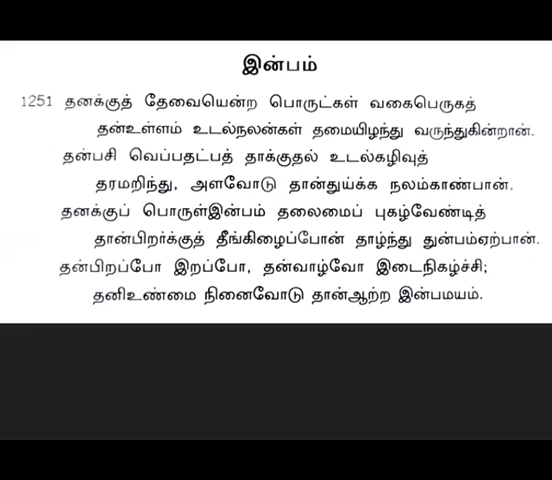 இன்பம்
1251 தனக்குத் தேவையென்ற பொருட்கள் வகைபெருகத்
தன்உள்ளம் உடல்நலன்கள் தமையிழந்து வருந்துகின்றான்.
தன்பசி வெப்பதட்பத் தாக்குதல் உடல்கழிவுத்
தரமறிந்து, அளவோடு தான்துய்க்க நலம்காண்பான்.
தனக்குப் பொருள்இன்பம் தலைமைப் புகழ்வேண்டித்
தான்பிறர்க்குத் தீங்கிழைப்போன் தாழ்ந்து துன்பம்ஏற்பான்.
தன்பிறப்போ இறப்போ, தன்வாழ்வோ இடைநிகழ்ச்சி;
தனிஉண்மை நினைவோடு தான்ஆற்ற இன்பமயம்.